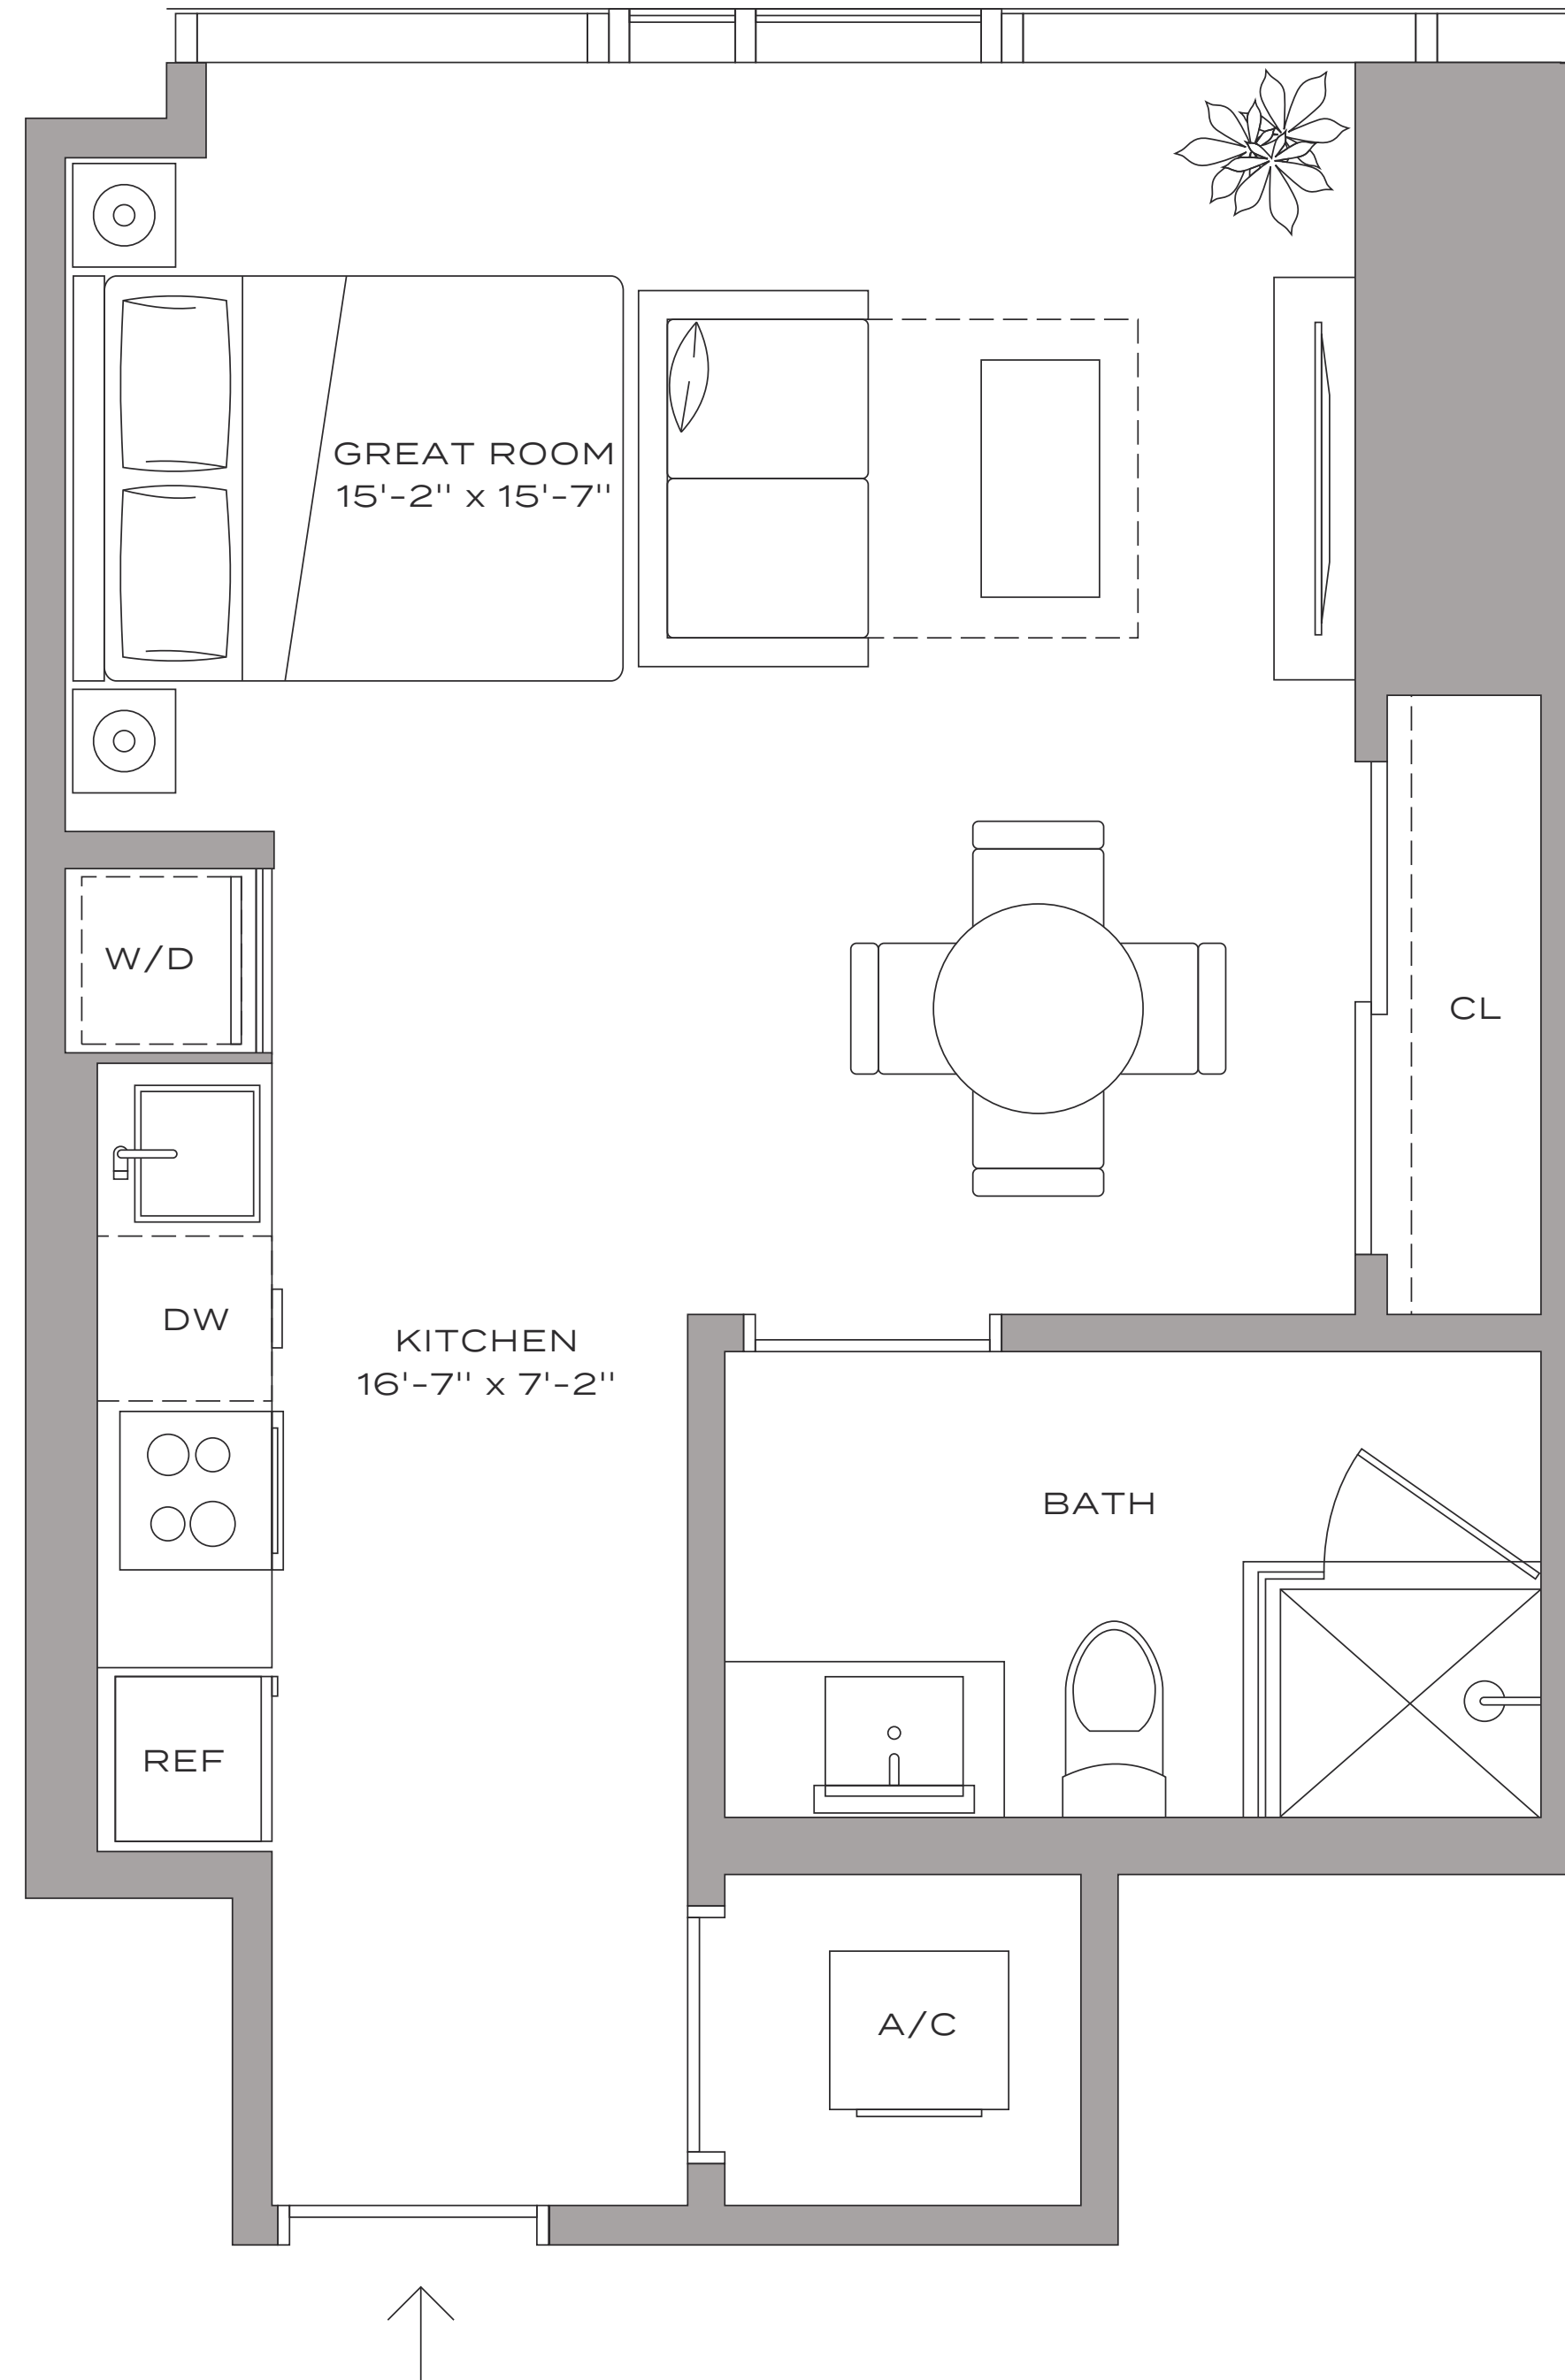 GREAT ROOM
15'-2" x 15'-7"
W/D
CL
DW
KITCHEN
16'-7" x 7'-2"
BATH
REF
A/C